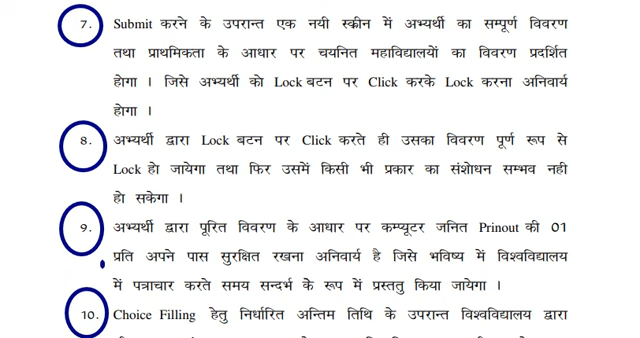 7. Submit करने के उपरान्त एक नयी स्क्रीन में अभ्यर्थी का सम्पूर्ण विवरण
तथा प्राथमिकता के आधार पर चयनित महाविद्यालयों का विवरण प्रदर्शित
होगा । जिसे अभ्यर्थी को Lock बटन पर Click करके Lock करना अनिवार्य
होगा ।
8. अभ्यर्थी द्वारा Lock बटन पर Click करते ही उसका विवरण पूर्ण रूप से
Lock हो जायेगा तथा फिर उसमें किसी भी प्रकार का संशोधन सम्भव नही
हो सकेगा ।
9. अभ्यर्थी द्वारा पूरित विवरण के आधार पर कम्प्यूटर जनित Prinout की 01
प्रति अपने पास सुरक्षित रखना अनिवार्य है जिसे भविष्य में विश्वविद्यालय
में पत्राचार करते समय सन्दर्भ के रूप में प्रस्ततु किया जायेगा ।
10. Choice Filling हेतु निर्धारित अन्तिम तिथि के उपरान्त विश्वविद्यालय द्वारा